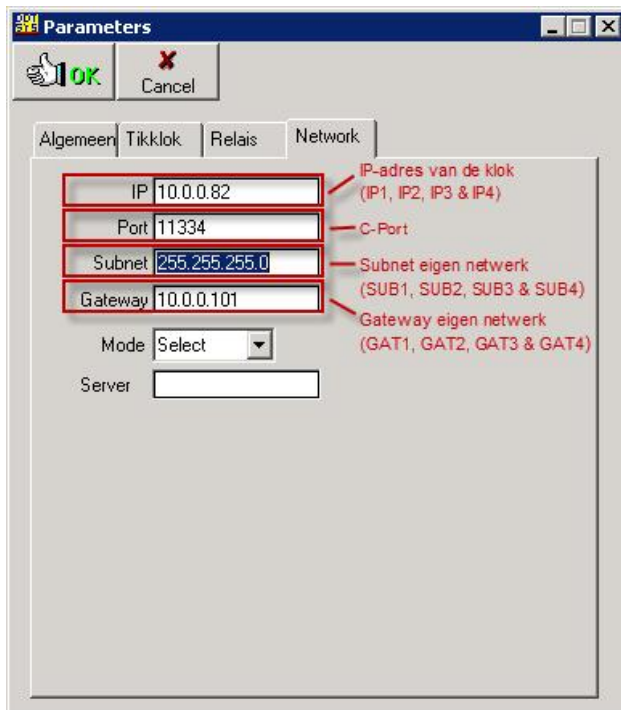 Parameters
OK
Cancel
Algemeen Tikklok Relais Network
IP 10.0.0.82
IP-adres van de klok
(IP1, IP2, IP3 & IP4)
Port 11334
C-Port
Subnet 255.255.255.0
Subnet eigen netwerk
(SUB1, SUB2, SUB3 & SUB4)
Gateway 10.0.0.101
Gateway eigen netwerk
(GAT1, GAT2, GAT3 & GAT4)
Mode Select
Server